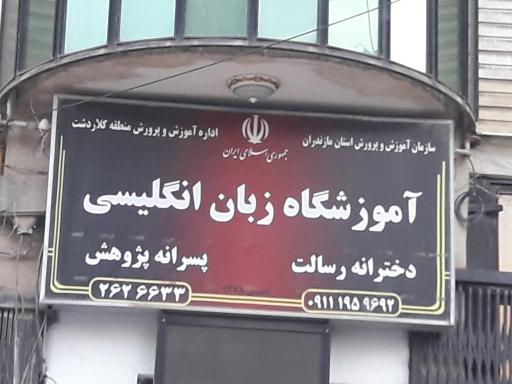 سازمان آموزش و پرورش استان مازندران
جمهوری اسلامی ایران
اداره آموزش و پرورش منطقه کلاردشت
آموزشگاه زبان انگلیسی
دخترانه رسالت
پسرانه پژوهش
۰۹۱۱ ۱۹۵ ۹۶۹۲
۲۶۲ ۶۶۳۳